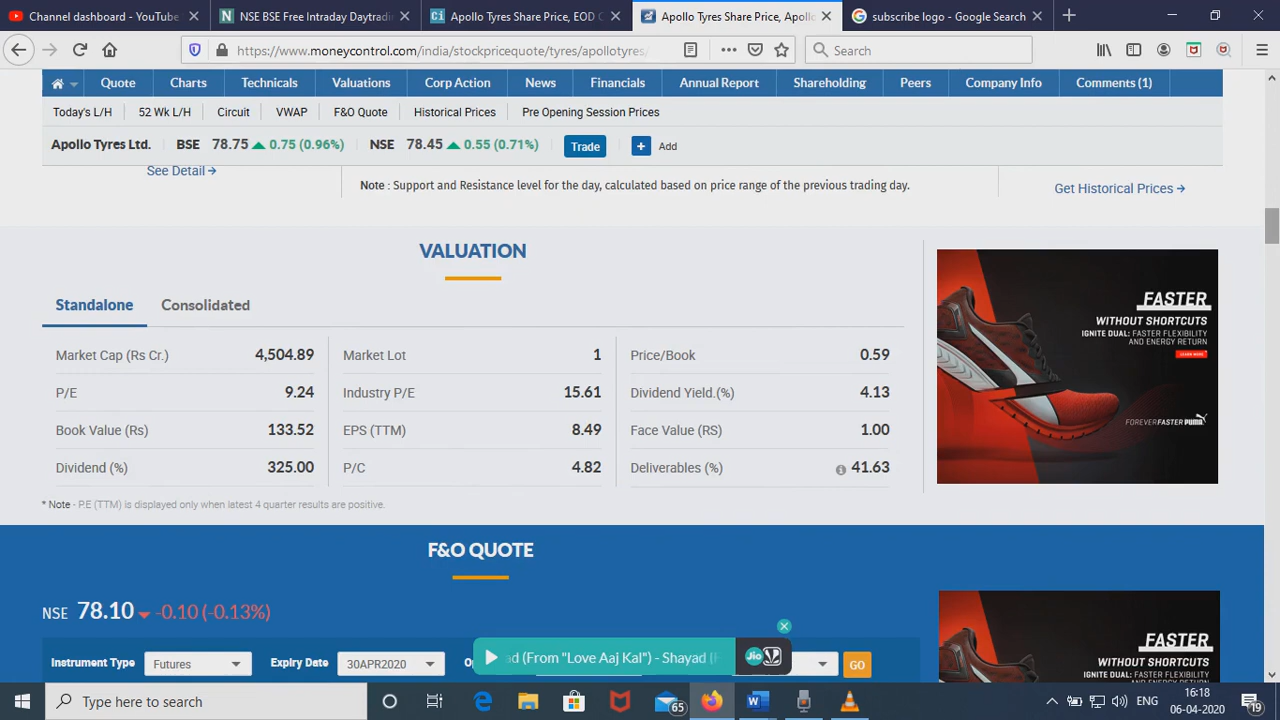 Channel dashboard - YouTube
NSE BSE Free Intraday Daytradin
Apollo Tyres Share Price, EOD C
Apollo Tyres Share Price, Apollo
subscribe logo - Google Search
https://www.moneycontrol.com/india/stockpricequote/tyres/apollotyres/
Search
Quote Charts Technicals Valuations Corp Action News Financials Annual Report Shareholding Peers Company Info Comments (1)
Today's L/H 52 Wk L/H Circuit VWAP F&O Quote Historical Prices Pre Opening Session Prices
Apollo Tyres Ltd. BSE 78.75 0.75 (0.96%) NSE 78.45 0.55 (0.71%) Trade + Add
See Detail →
Note : Support and Resistance level for the day, calculated based on price range of the previous trading day.
Get Historical Prices →
VALUATION
Standalone Consolidated
Market Cap (Rs Cr.) 4,504.89 Market Lot 1 Price/Book 0.59
P/E 9.24 Industry P/E 15.61 Dividend Yield.(%) 4.13
Book Value (Rs) 133.52 EPS (TTM) 8.49 Face Value (RS) 1.00
Dividend (%) 325.00 P/C 4.82 Deliverables (%) 41.63
* Note - P.E (TTM) is displayed only when latest 4 quarter results are positive.
FASTER
WITHOUT SHORTCUTS
IGNITE DUAL: FASTER FLEXIBILITY
AND ENERGY RETURN
LEARN MORE
FOREVERFASTER PUMA
F&O QUOTE
NSE 78.10 -0.10 (-0.13%)
FASTER
WITHOUT SHORTCUTS
Instrument Type Futures Expiry Date 30APR2020 Op
ad (From "Love Aaj Kal") - Shayad (
Jio
GO
Type here to search
65
ENG
16:18
06-04-2020
19